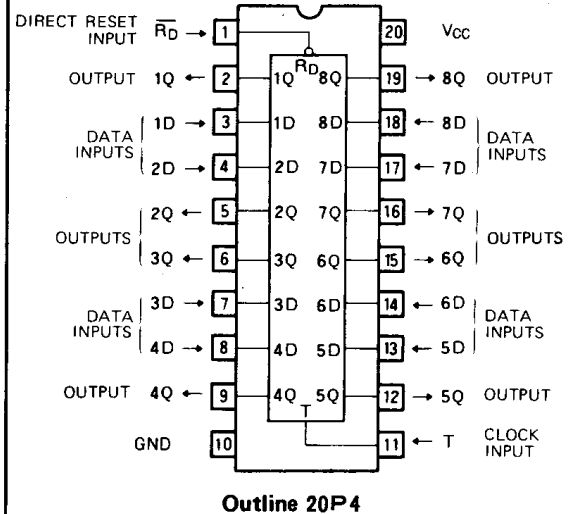 DIRECT RESET
INPUT
R̅D̅ → 1
20 VCC
OUTPUT 1Q ← 2
19 → 8Q OUTPUT
DATA
INPUTS
1D → 3
2D → 4
18 ← 8D
17 ← 7D
DATA
INPUTS
OUTPUTS
2Q ← 5
3Q ← 6
16 → 7Q
15 → 6Q
OUTPUTS
DATA
INPUTS
3D → 7
4D → 8
14 ← 6D
13 ← 5D
DATA
INPUTS
OUTPUT 4Q ← 9
12 → 5Q OUTPUT
GND 10
11 ← T
CLOCK
INPUT
RD
1Q 8Q
1D 8D
2D 7D
2Q 7Q
3Q 6Q
3D 6D
4D 5D
4Q 5Q
T
Outline 20P4